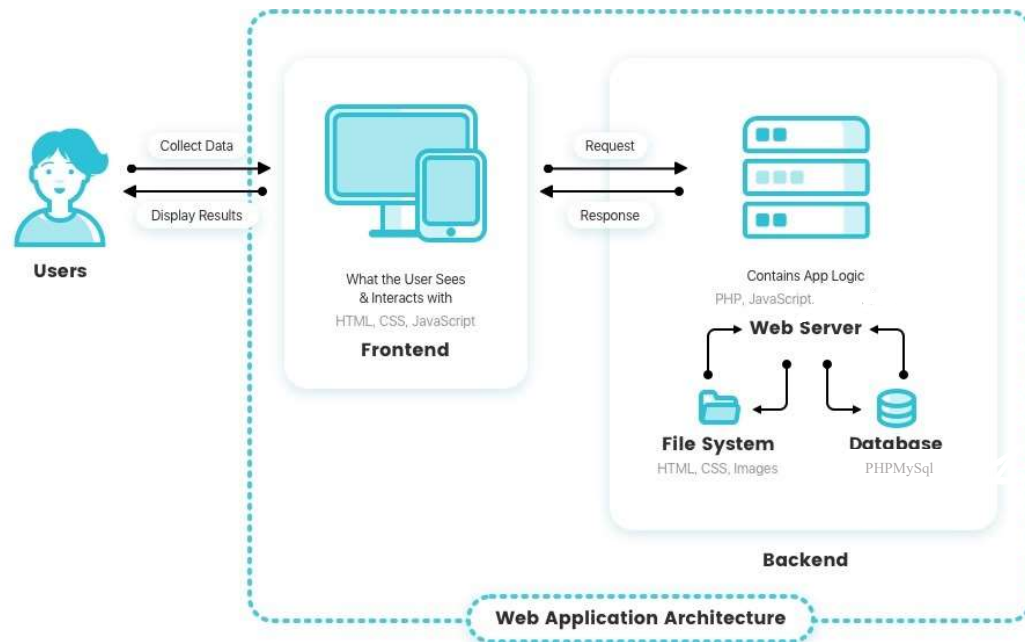 Collect Data
Display Results
Users
What the User Sees
& Interacts with
HTML, CSS, JavaScript
Frontend
Request
Response
Contains App Logic
PHP, JavaScript.
Web Server
File System
HTML, CSS, Images
Database
PHPMySql
Backend
Web Application Architecture